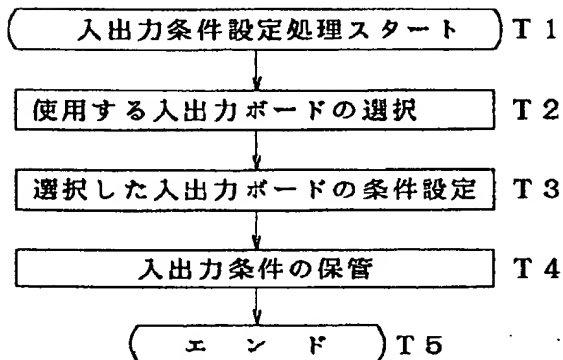 入出力条件設定処理スタート T1
使用する入出力ボードの選択 T2
選択した入出力ボードの条件設定 T3
入出力条件の保管 T4
エンド T5